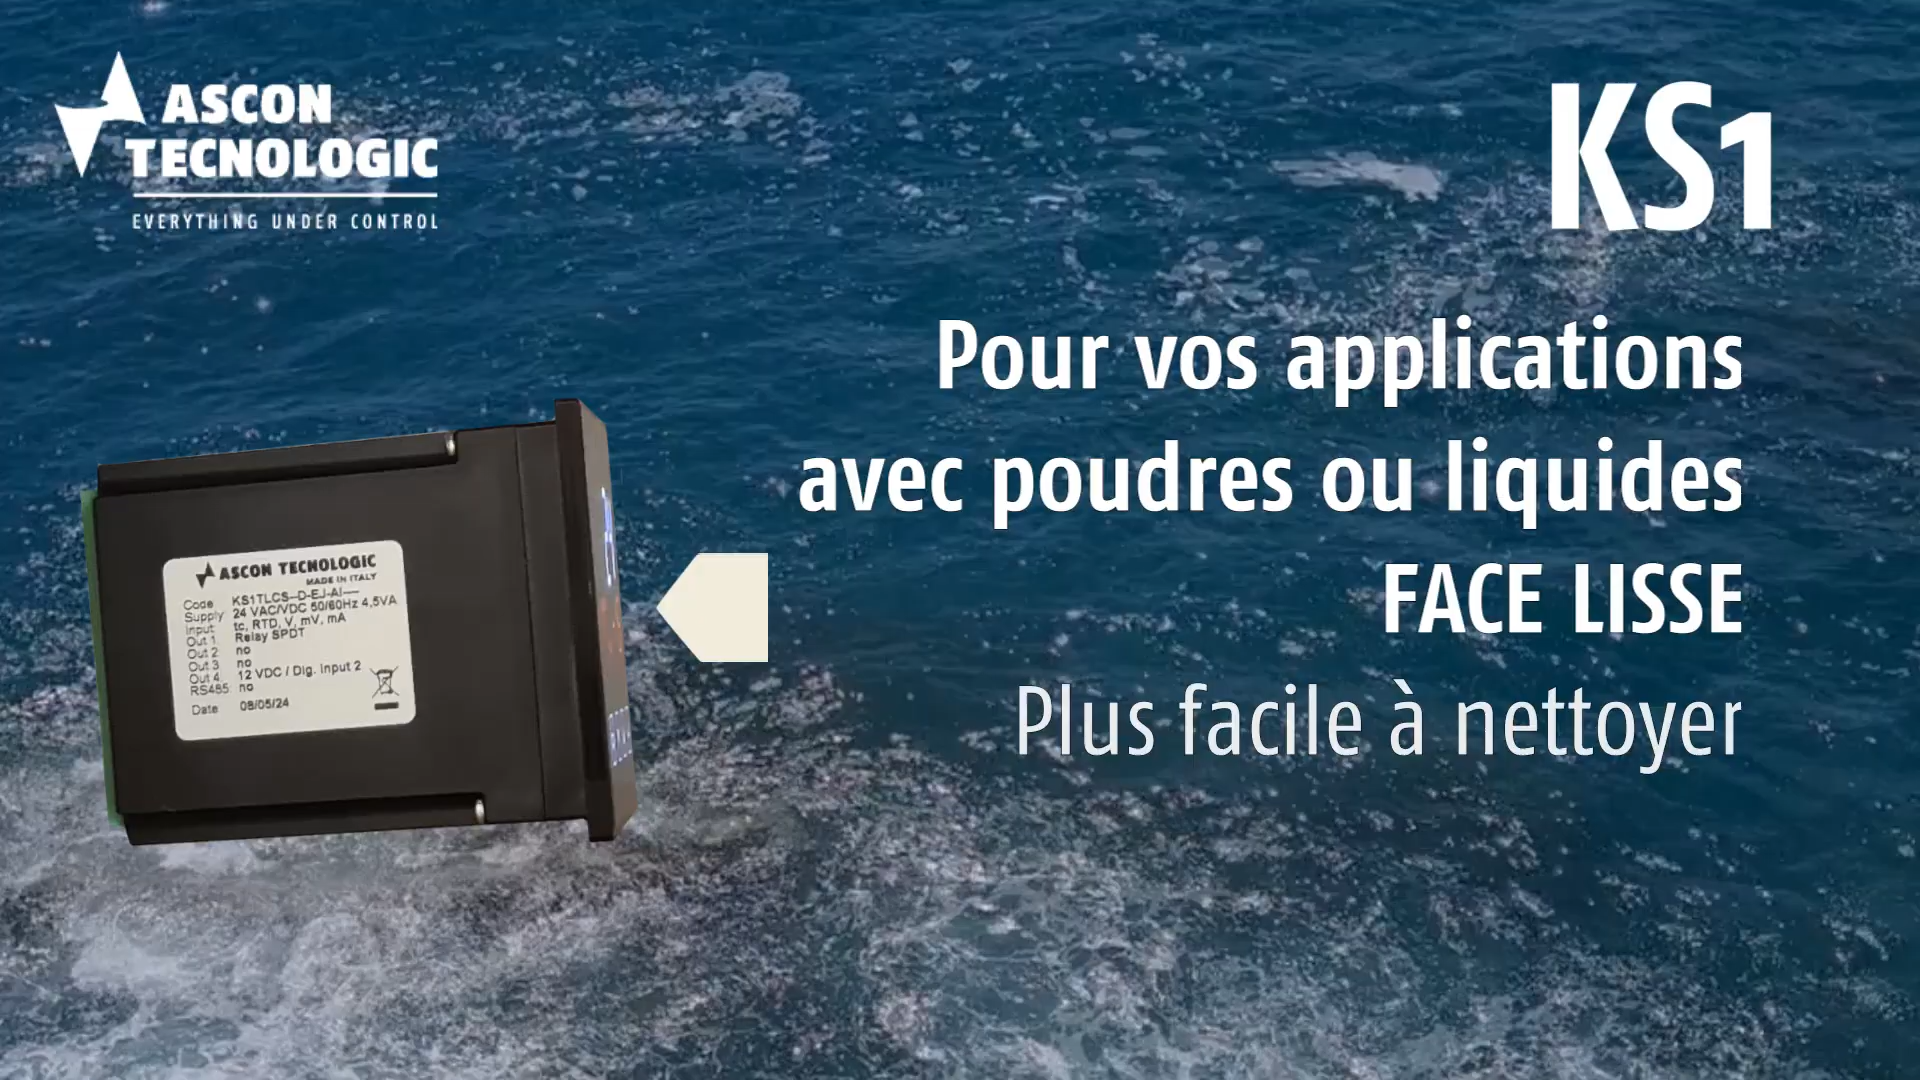 ASCON
TECNOLOGIC
EVERYTHING UNDER CONTROL
KS1
Pour vos applications
avec poudres ou liquides
FACE LISSE
Plus facile à nettoyer
ASCON TECNOLOGIC
MADE IN ITALY
Code KS1TLCS--D-EJ-AI---
Supply: 24 VAC/VDC 50/60Hz 4,5VA
Input: tc, RTD, V, mV, mA
Out 1: Relay SPDT
Out 2: no
Out 3: no
Out 4: 12 VDC / Dig. Input 2
RS485: no
Date 08/05/24